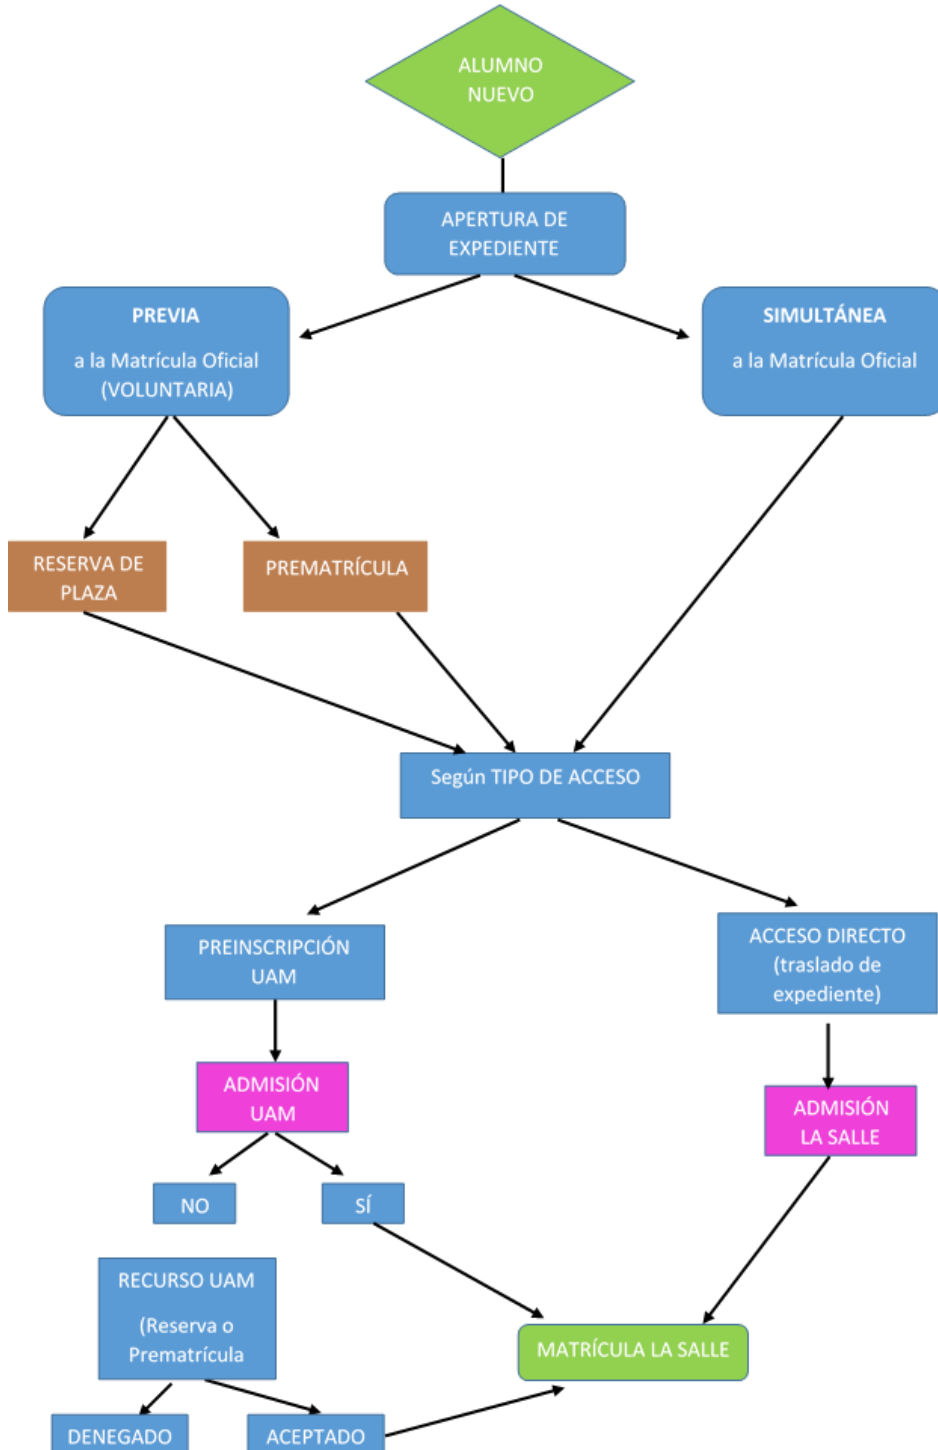 ALUMNO
NUEVO
APERTURA DE
EXPEDIENTE
PREVIA
a la Matrícula Oficial
(VOLUNTARIA)
SIMULTÁNEA
a la Matrícula Oficial
RESERVA DE
PLAZA
PREMATRÍCULA
Según TIPO DE ACCESO
PREINSCRIPCIÓN
UAM
ACCESO DIRECTO
(traslado de
expediente)
ADMISIÓN
UAM
ADMISIÓN
LA SALLE
NO
SÍ
RECURSO UAM
(Reserva o
Prematrícula
MATRÍCULA LA SALLE
DENEGADO
ACEPTADO